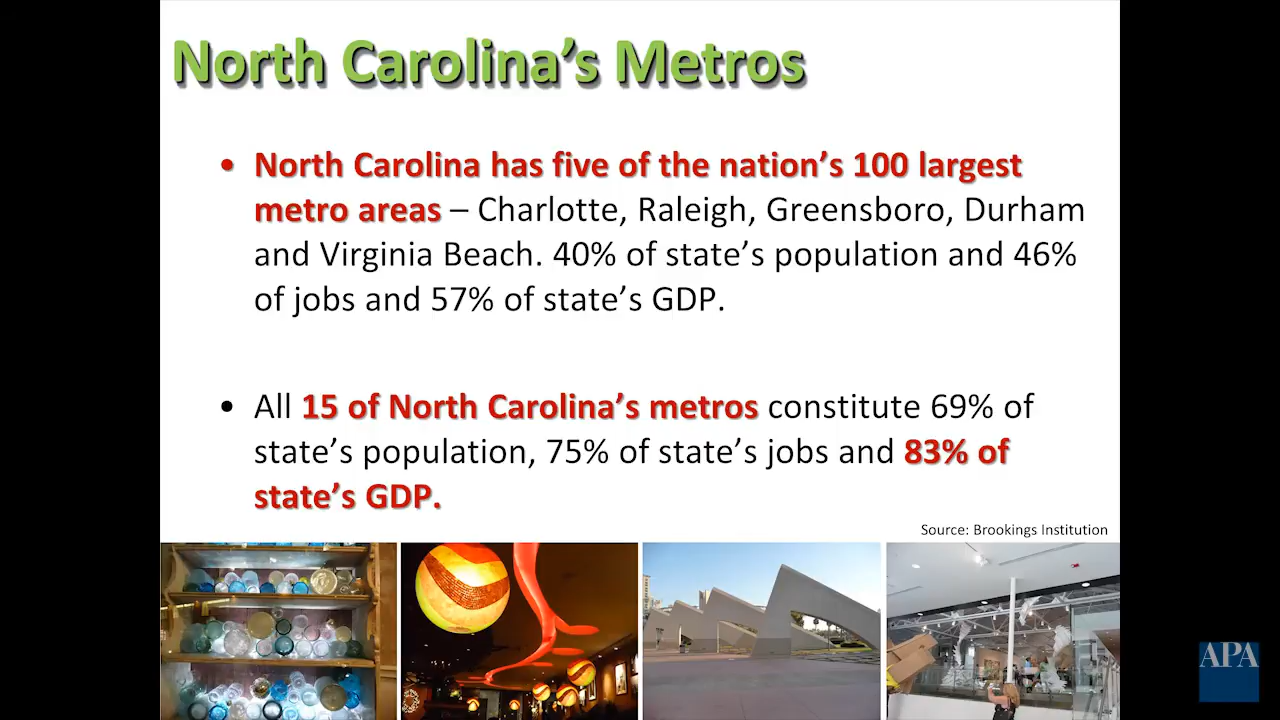 North Carolina’s Metros
• North Carolina has five of the nation’s 100 largest
metro areas – Charlotte, Raleigh, Greensboro, Durham
and Virginia Beach. 40% of state’s population and 46%
of jobs and 57% of state’s GDP.
• All 15 of North Carolina’s metros constitute 69% of
state’s population, 75% of state’s jobs and 83% of
state’s GDP.
Source: Brookings Institution
APA